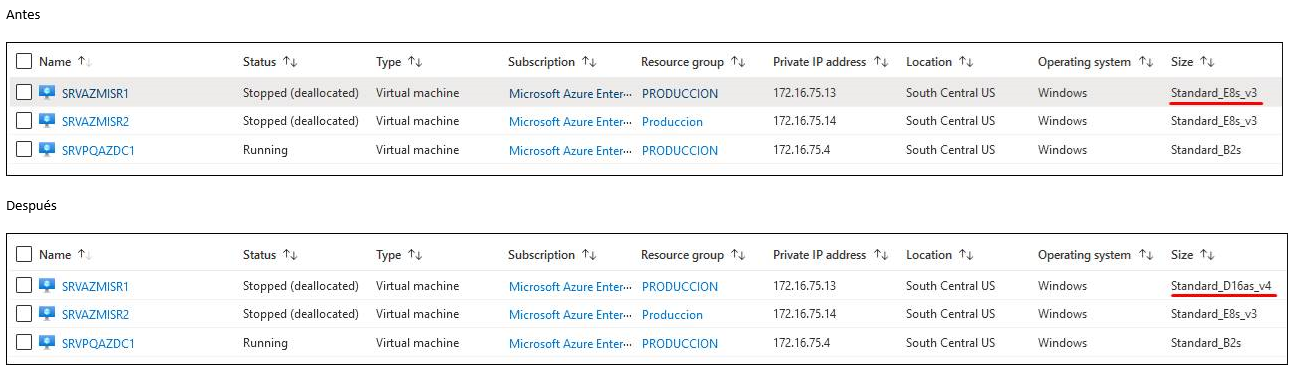 Antes
Name Status Type Subscription Resource group Private IP address Location Operating system Size
SRVAZMISR1 Stopped (deallocated) Virtual machine Microsoft Azure Enter... PRODUCCION 172.16.75.13 South Central US Windows Standard_E8s_v3
SRVAZMISR2 Stopped (deallocated) Virtual machine Microsoft Azure Enter... Produccion 172.16.75.14 South Central US Windows Standard_E8s_v3
SRVPQAZDC1 Running Virtual machine Microsoft Azure Enter... PRODUCCION 172.16.75.4 South Central US Windows Standard_B2s
Después
Name Status Type Subscription Resource group Private IP address Location Operating system Size
SRVAZMISR1 Stopped (deallocated) Virtual machine Microsoft Azure Enter... PRODUCCION 172.16.75.13 South Central US Windows Standard_D16as_v4
SRVAZMISR2 Stopped (deallocated) Virtual machine Microsoft Azure Enter... Produccion 172.16.75.14 South Central US Windows Standard_E8s_v3
SRVPQAZDC1 Running Virtual machine Microsoft Azure Enter... PRODUCCION 172.16.75.4 South Central US Windows Standard_B2s